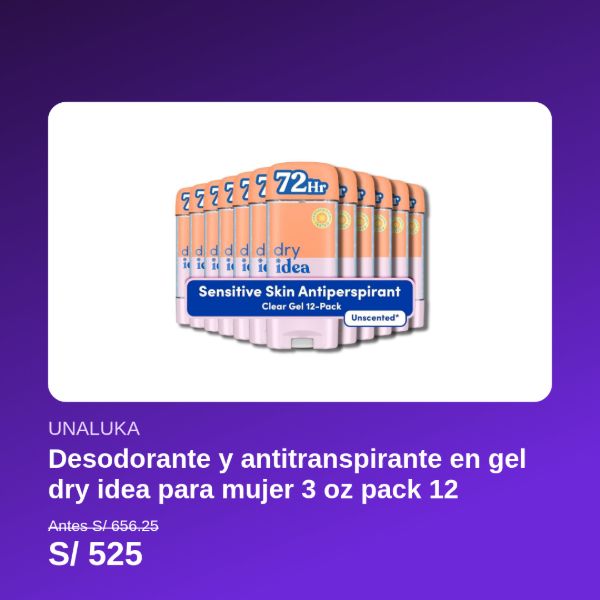 72Hr
dry
idea
Sensitive Skin Antiperspirant
Clear Gel 12-Pack
Unscented*
UNALUKA
Desodorante y antitranspirante en gel
dry idea para mujer 3 oz pack 12
Antes S/ 656.25
S/ 525